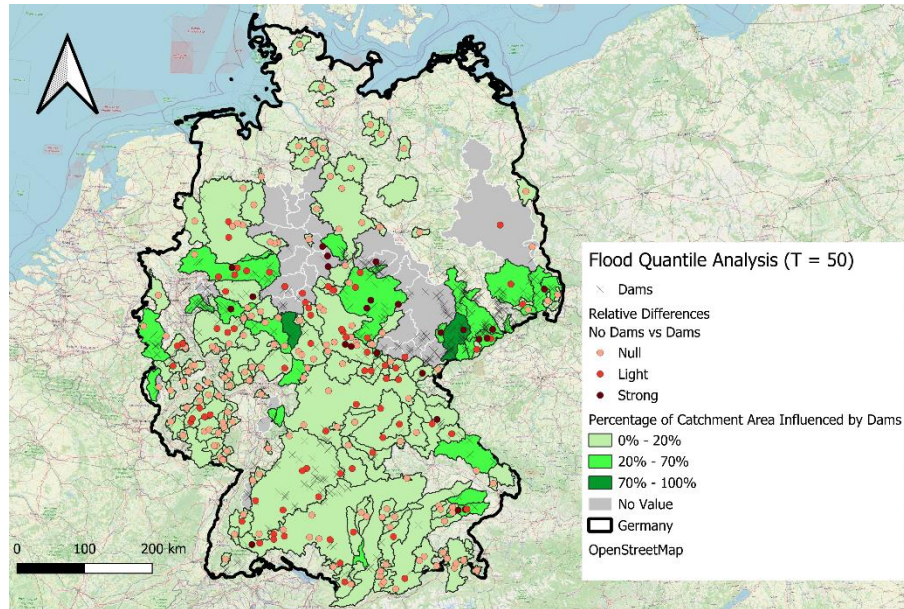 Flood Quantile Analysis (T = 50)
Dams
Relative Differences
No Dams vs Dams
Null
Light
Strong
Percentage of Catchment Area Influenced by Dams
0% - 20%
20% - 70%
70% - 100%
No Value
Germany
OpenStreetMap
0 100 200 km